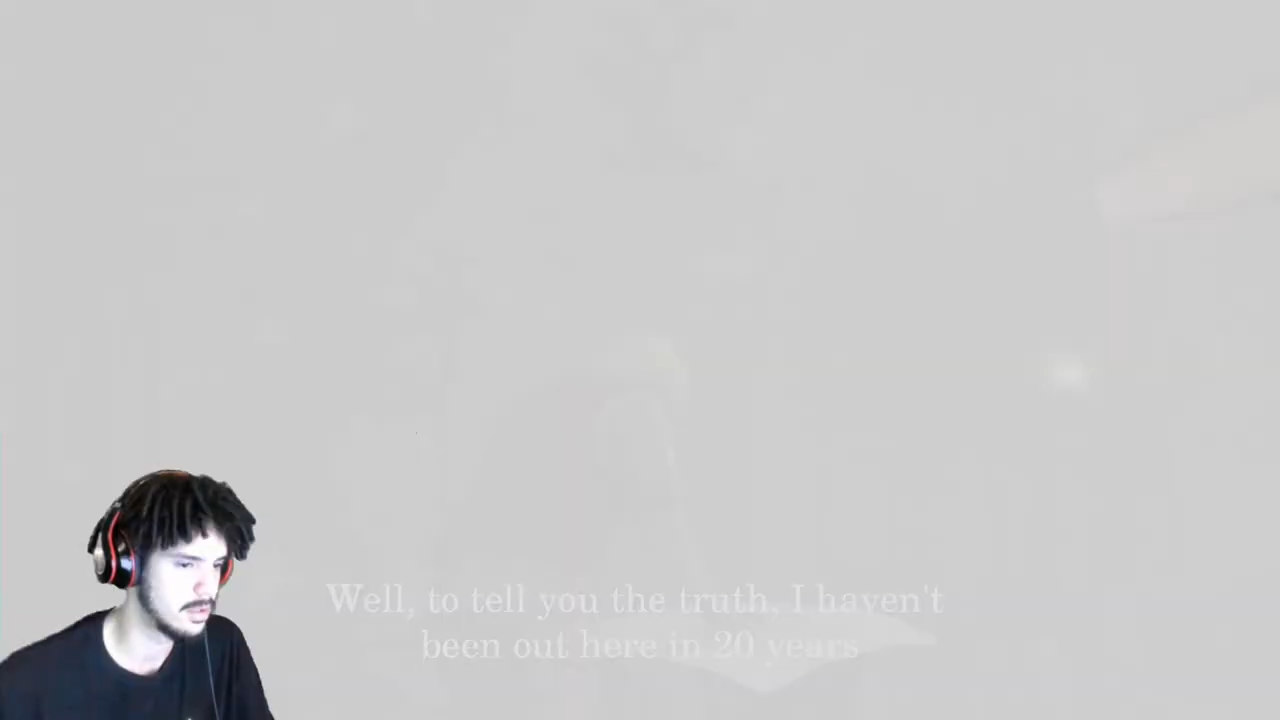 Well, to tell you the truth, I haven't
been out here in 20 years